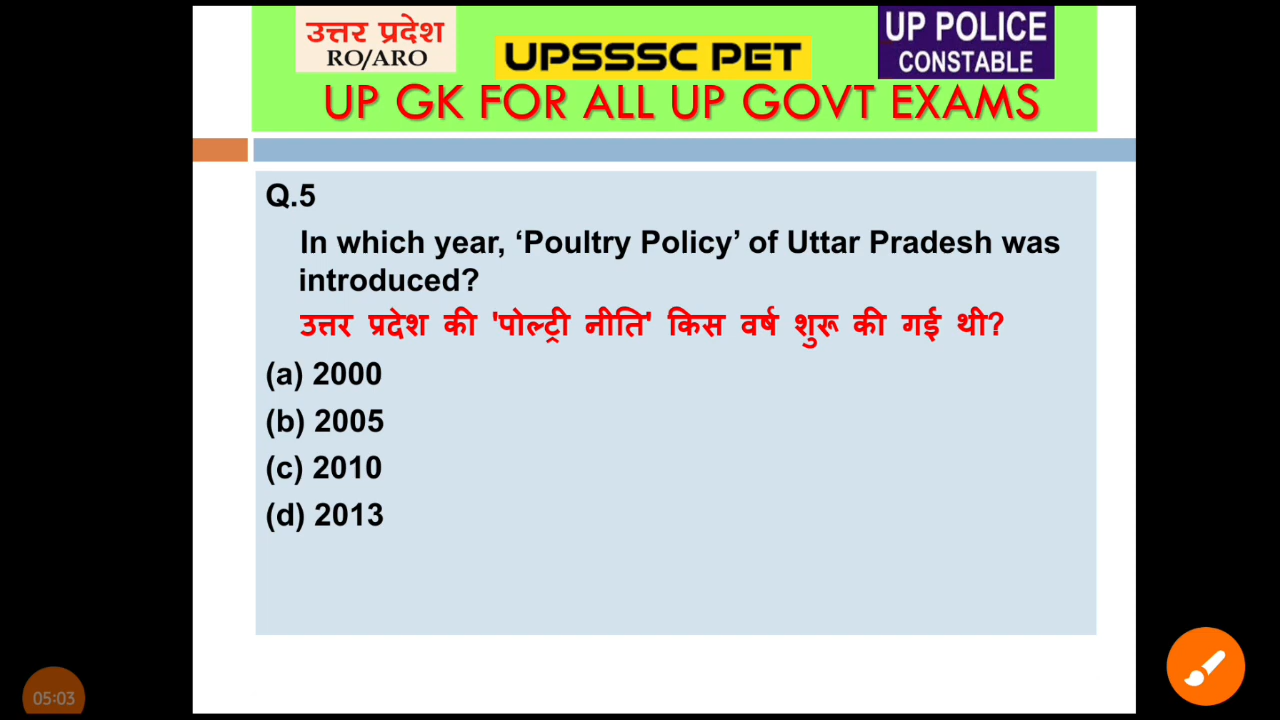 उत्तर प्रदेश
RO/ARO
UPSSSC PET
UP POLICE
CONSTABLE
UP GK FOR ALL UP GOVT EXAMS
Q.5
In which year, ‘Poultry Policy’ of Uttar Pradesh was
introduced?
उत्तर प्रदेश की 'पोल्ट्री नीति' किस वर्ष शुरू की गई थी?
(a) 2000
(b) 2005
(c) 2010
(d) 2013
05:03